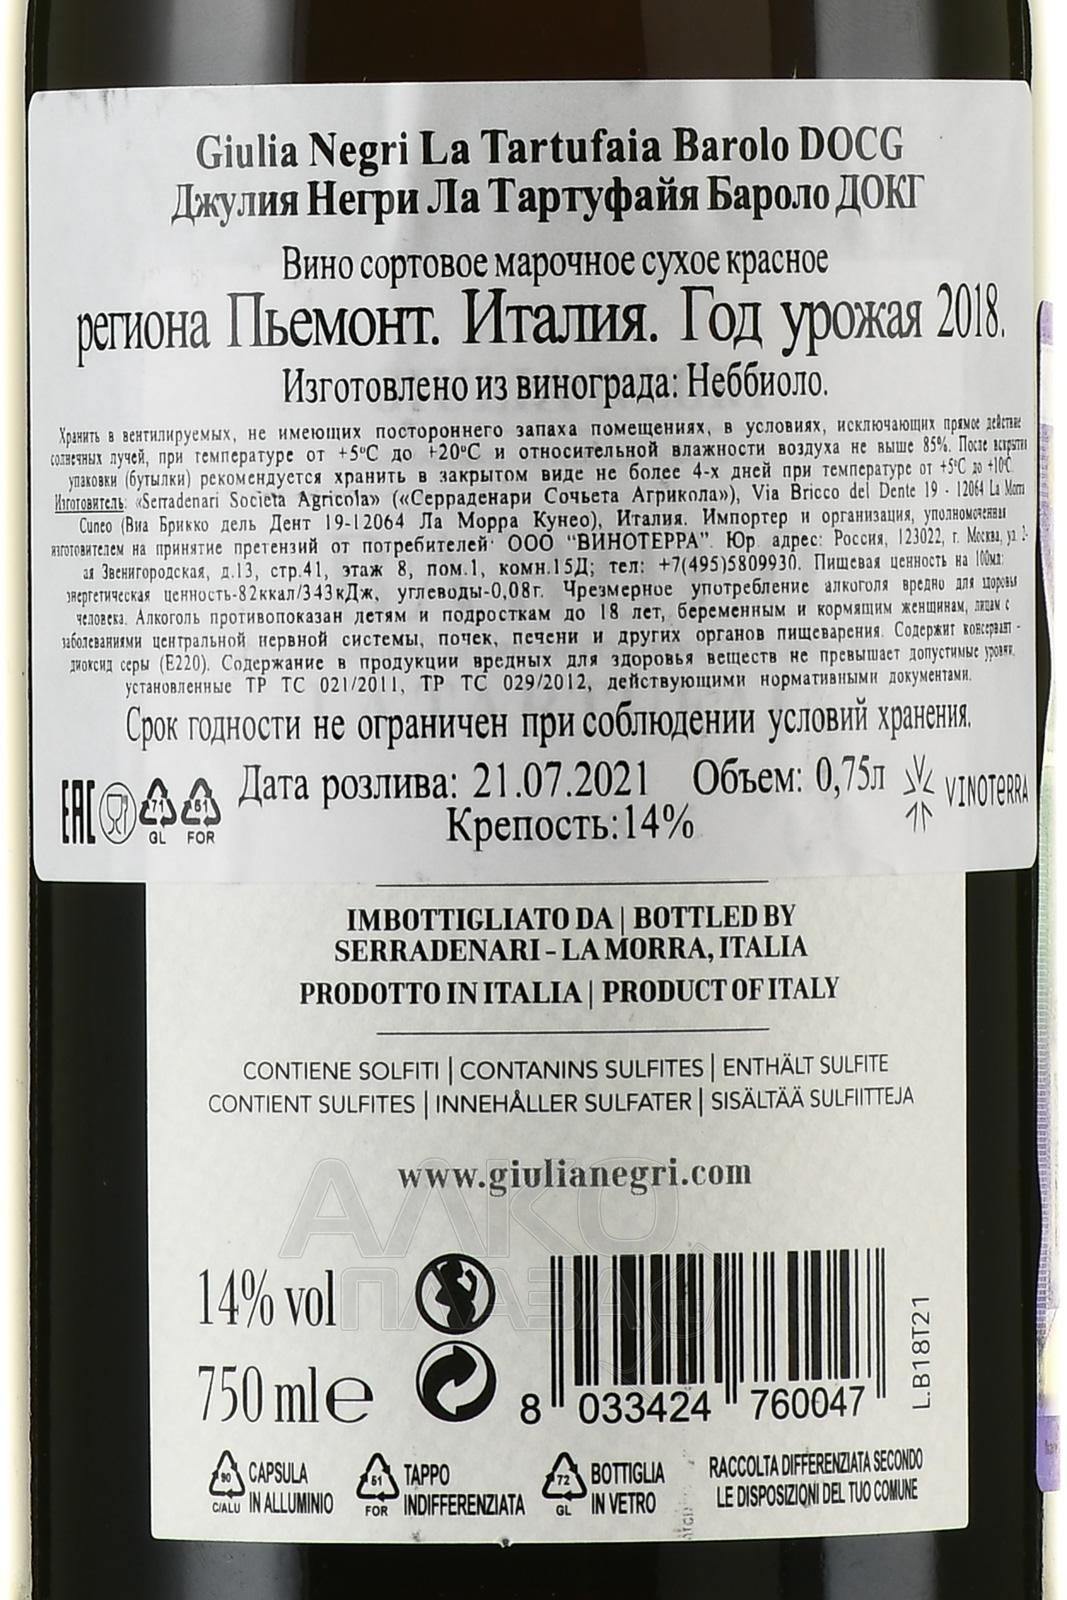 Giulia Negri La Tartufaia Barolo DOCG
Джулия Негри Ла Тартуфайя Бароло ДОКГ
Вино сортовое марочное сухое красное
региона Пьемонт. Италия. Год урожая 2018.
Изготовлено из винограда: Неббиоло.
Хранить в вентилируемых, не имеющих постороннего запаха помещениях, в условиях, исключающих прямое действие
солнечных лучей, при температуре от +5°С до +20°С и относительной влажности воздуха не выше 85%. После вскрытия
упаковки (бутылки) рекомендуется хранить в закрытом виде не более 4-х дней при температуре от +5°С до +10°С.
Изготовитель: «Serradenari Societa Agricola» («Серраденари Сочьета Агрикола»), Via Bricco del Dente 19 - 12064 La Morra
Cuneo (Виа Брикко дель Дент 19-12064 Ла Морра Кунео), Италия. Импортер и организация, уполномоченная
изготовителем на принятие претензий от потребителей: ООО "ВИНОТЕРРА". Юр. адрес: Россия, 123022, г. Москва, ул. 2-
ая Звенигородская, д.13, стр.41, этаж 8, пом.1, комн.15Д; тел: +7(495)5809930. Пищевая ценность на 100мл:
энергетическая ценность-82ккал/343кДж, углеводы-0,08г. Чрезмерное употребление алкоголя вредно для здоровья
человека. Алкоголь противопоказан детям и подросткам до 18 лет, беременным и кормящим женщинам, лицам с
заболеваниями центральной нервной системы, почек, печени и других органов пищеварения. Содержит консервант -
диоксид серы (Е220). Содержание в продукции вредных для здоровья веществ не превышает допустимые уровни,
установленные ТР ТС 021/2011, ТР ТС 029/2012, действующими нормативными документами.
Срок годности не ограничен при соблюдении условий хранения.
Дата розлива: 21.07.2021 Объем: 0,75л
Крепость:14%
EAC
71
GL
51
FOR
VINOTERRA
IMBOTTIGLIATO DA | BOTTLED BY
SERRADENARI - LA MORRA, ITALIA
PRODOTTO IN ITALIA | PRODUCT OF ITALY
CONTIENE SOLFITI | CONTANINS SULFITES | ENTHÄLT SULFITE
CONTIENT SULFITES | INNEHÅLLER SULFATER | SISÄLTÄÄ SULFIITTEJA
www.giulianegri.com
АЛКО
ПЛАЗА
14% vol
750 ml e
8 033424 760047
L.B18T21
90
C/ALU
CAPSULA
IN ALLUMINIO
51
FOR
TAPPO
INDIFFERENZIATA
72
GL
BOTTIGLIA
IN VETRO
RACCOLTA DIFFERENZIATA SECONDO
LE DISPOSIZIONI DEL TUO COMUNE